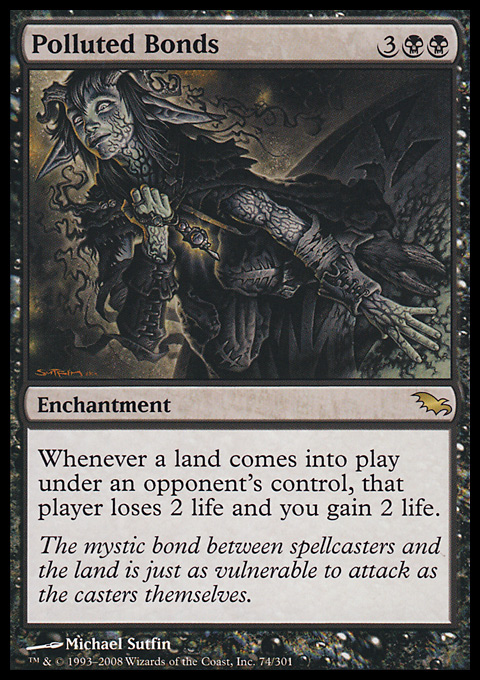 Polluted Bonds 3
SUTFIN
Enchantment
Whenever a land comes into play
under an opponent's control, that
player loses 2 life and you gain 2 life.
The mystic bond between spellcasters and
the land is just as vulnerable to attack as
the casters themselves.
Michael Sutfin
™ & © 1993–2008 Wizards of the Coast, Inc. 74/301